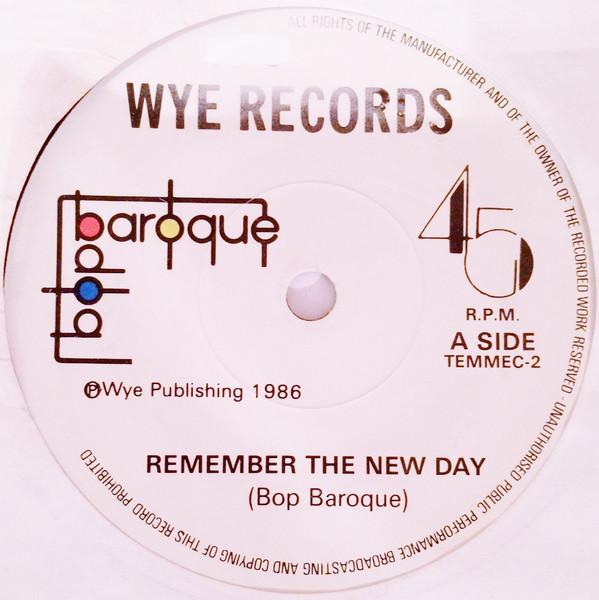 WYE RECORDS
baroque
bop
45
R.P.M.
A SIDE
TEMMEC-2
℗ Wye Publishing 1986
REMEMBER THE NEW DAY
(Bop Baroque)
ALL RIGHTS OF THE MANUFACTURER AND OF THE OWNER OF THE RECORDED WORK RESERVED - UNAUTHORISED PUBLIC PERFORMANCE BROADCASTING AND COPYING OF THIS RECORD PROHIBITED